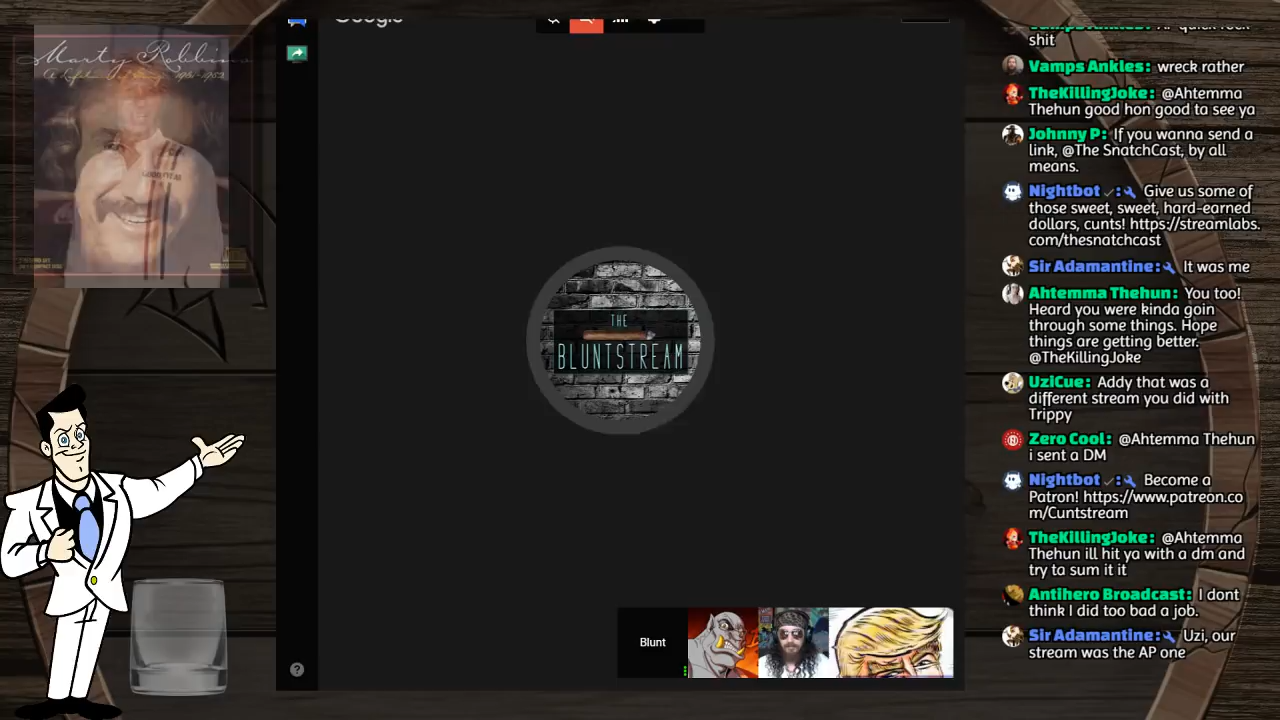 Google
Marty Robbins
THE
BLUNTSTREAM
Blunt
shit
Vamps Ankles: wreck rather
TheKillingJoke: @Ahtemma
Thehun good hon good ta see ya
Johnny P: If you wanna send a
link, @The SnatchCast, by all
means.
Nightbot ✓: Give us some of
those sweet, sweet, hard-earned
dollars, cunts! https://streamlabs.
com/thesnatchcast
Sir Adamantine: It was me
Ahtemma Thehun: You too!
Heard you were kinda goin
through some things. Hope
things are getting better.
@TheKillingJoke
UziCue: Addy that was a
different stream you did with
Trippy
Zero Cool: @Ahtemma Thehun
i sent a DM
Nightbot ✓: Become a
Patron! https://www.patreon.co
m/Cuntstream
TheKillingJoke: @Ahtemma
Thehun ill hit ya with a dm and
try ta sum it it
Antihero Broadcast: I dont
think I did too bad a job.
Sir Adamantine: Uzi, our
stream was the AP one